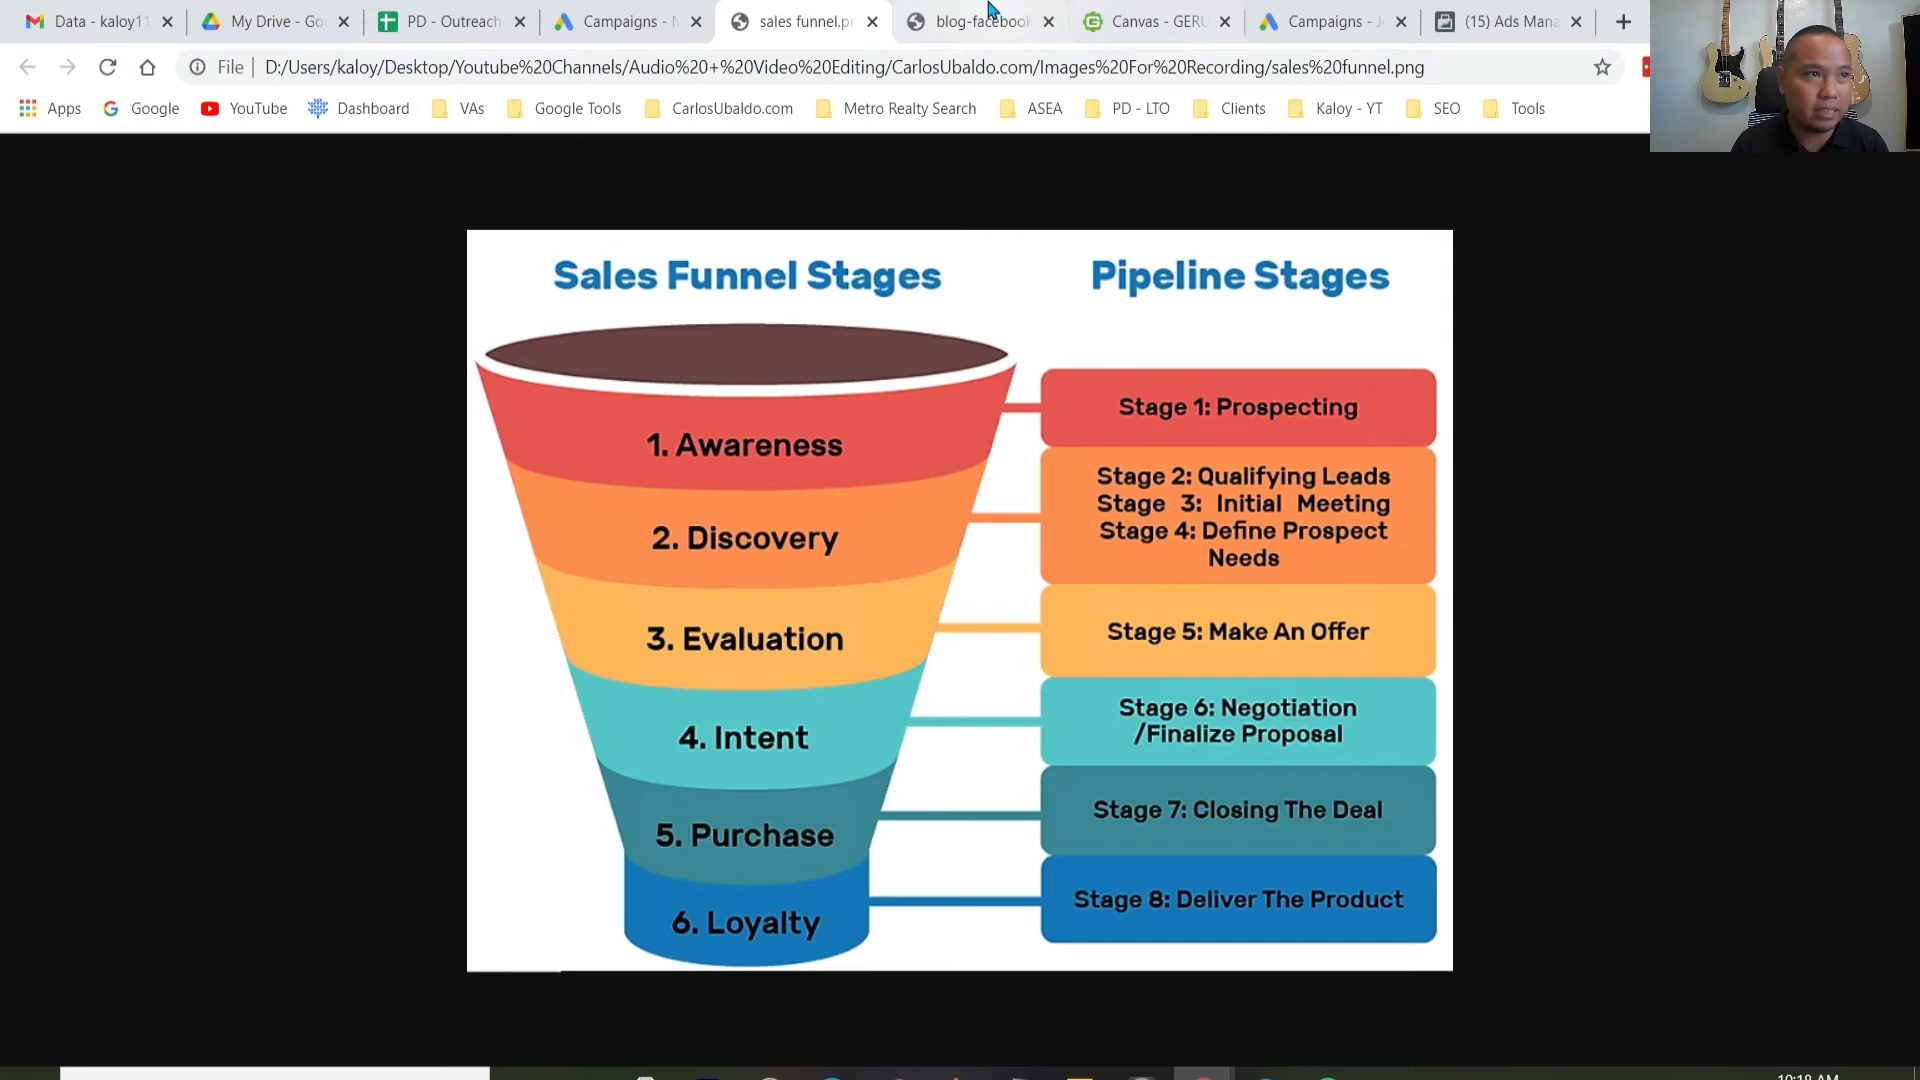 Data - kaloy11
My Drive - Go
PD - Outreach
Campaigns - N
sales funnel.pn
blog-facebook
Canvas - GERU
Campaigns - J
(15) Ads Mana
File
D:/Users/kaloy/Desktop/Youtube%20Channels/Audio%20+%20Video%20Editing/CarlosUbaldo.com/Images%20For%20Recording/sales%20funnel.png
Apps
Google
YouTube
Dashboard
VAs
Google Tools
CarlosUbaldo.com
Metro Realty Search
ASEA
PD - LTO
Clients
Kaloy - YT
SEO
Tools
Sales Funnel Stages
1. Awareness
2. Discovery
3. Evaluation
4. Intent
5. Purchase
6. Loyalty
Pipeline Stages
Stage 1: Prospecting
Stage 2: Qualifying Leads
Stage 3: Initial Meeting
Stage 4: Define Prospect
Needs
Stage 5: Make An Offer
Stage 6: Negotiation
/Finalize Proposal
Stage 7: Closing The Deal
Stage 8: Deliver The Product